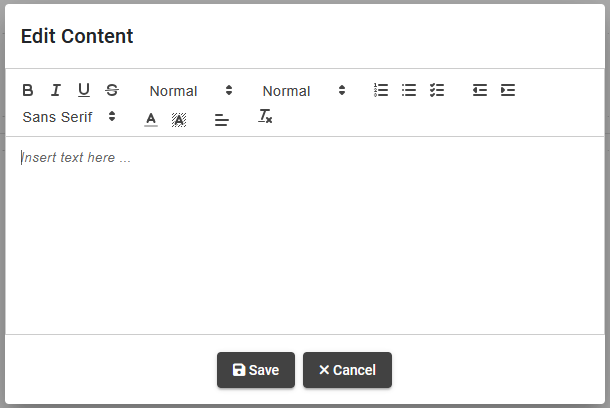 Edit Content
B I U S Normal Normal
Sans Serif A A
Insert text here ...
Save Cancel